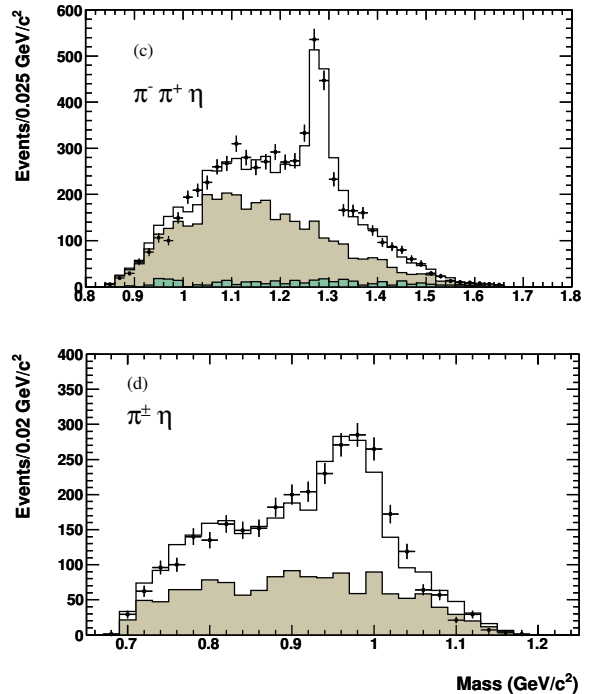 Events/0.025 GeV/c²
600
500
400
300
200
100
0
(c)
π⁻ π⁺ η
0.8 0.9 1 1.1 1.2 1.3 1.4 1.5 1.6 1.7 1.8
Events/0.02 GeV/c²
400
350
300
250
200
150
100
50
0
(d)
π± η
0.7 0.8 0.9 1 1.1 1.2
Mass (GeV/c²)